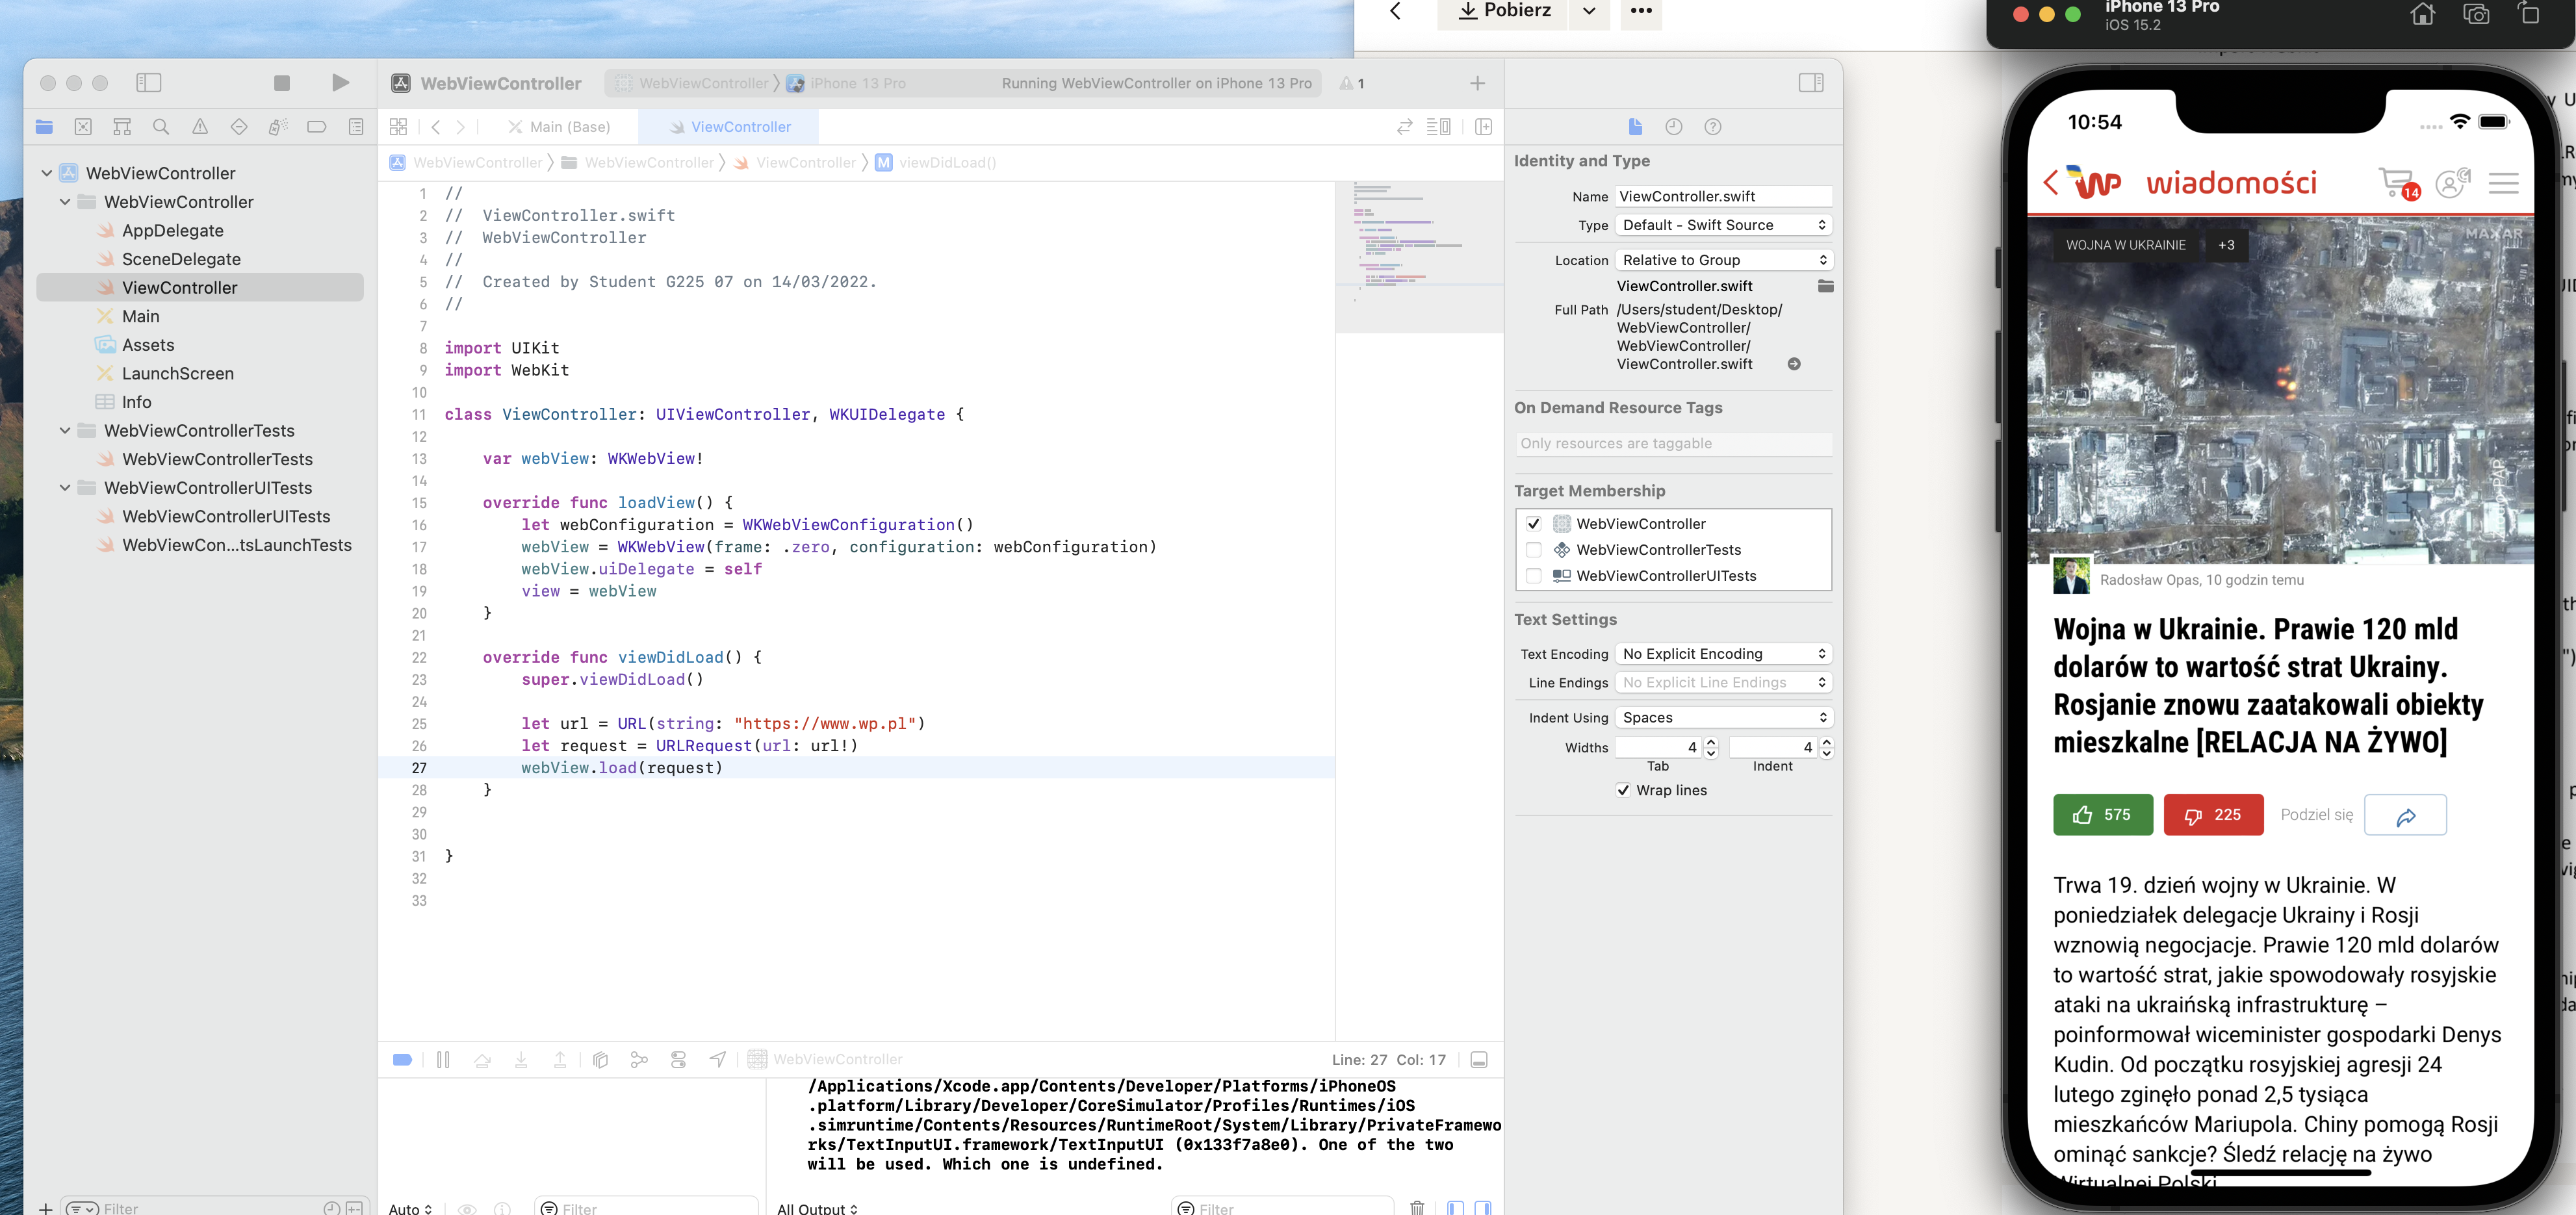 Pobierz
iPhone 13 Pro
iOS 15.2
WebViewController
WebViewController
iPhone 13 Pro
Running WebViewController on iPhone 13 Pro
1
Main (Base)
ViewController
WebViewController
WebViewController
ViewController
M
viewDidLoad()
WebViewController
WebViewController
AppDelegate
SceneDelegate
ViewController
Main
Assets
LaunchScreen
Info
WebViewControllerTests
WebViewControllerTests
WebViewControllerUITests
WebViewControllerUITests
WebViewCon...tsLaunchTests
1 //
2 //  ViewController.swift
3 //  WebViewController
4 //
5 //  Created by Student G225 07 on 14/03/2022.
6 //
7
8 import UIKit
9 import WebKit
10
11 class ViewController: UIViewController, WKUIDelegate {
12
13     var webView: WKWebView!
14
15     override func loadView() {
16         let webConfiguration = WKWebViewConfiguration()
17         webView = WKWebView(frame: .zero, configuration: webConfiguration)
18         webView.uiDelegate = self
19         view = webView
20     }
21
22     override func viewDidLoad() {
23         super.viewDidLoad()
24
25         let url = URL(string: "https://www.wp.pl")
26         let request = URLRequest(url: url!)
27         webView.load(request)
28     }
29
30
31 }
32
33
WebViewController
Line: 27 Col: 17
/Applications/Xcode.app/Contents/Developer/Platforms/iPhoneOS
.platform/Library/Developer/CoreSimulator/Profiles/Runtimes/iOS
.simruntime/Contents/Resources/RuntimeRoot/System/Library/PrivateFramewo
rks/TextInputUI.framework/TextInputUI (0x133f7a8e0). One of the two
will be used. Which one is undefined.
Filter
Auto
Filter
All Output
Filter
Identity and Type
Name ViewController.swift
Type Default - Swift Source
Location Relative to Group
ViewController.swift
Full Path /Users/student/Desktop/
WebViewController/
WebViewController/
ViewController.swift
On Demand Resource Tags
Only resources are taggable
Target Membership
WebViewController
WebViewControllerTests
WebViewControllerUITests
Text Settings
Text Encoding No Explicit Encoding
Line Endings No Explicit Line Endings
Indent Using Spaces
Widths 4 4
Tab Indent
Wrap lines
10:54
WP wiadomości
14
WOJNA W UKRAINIE +3
MAXAR
PAP
Radosław Opas, 10 godzin temu
Wojna w Ukrainie. Prawie 120 mld
dolarów to wartość strat Ukrainy.
Rosjanie znowu zaatakowali obiekty
mieszkalne [RELACJA NA ŻYWO]
575
225
Podziel się
Trwa 19. dzień wojny w Ukrainie. W
poniedziałek delegacje Ukrainy i Rosji
wznowią negocjacje. Prawie 120 mld dolarów
to wartość strat, jakie spowodowały rosyjskie
ataki na ukraińską infrastrukturę –
poinformował wiceminister gospodarki Denys
Kudin. Od początku rosyjskiej agresji 24
lutego zginęło ponad 2,5 tysiąca
mieszkańców Mariupola. Chiny pomogą Rosji
ominąć sankcje? Śledź relację na żywo
Wirtualnej Polski